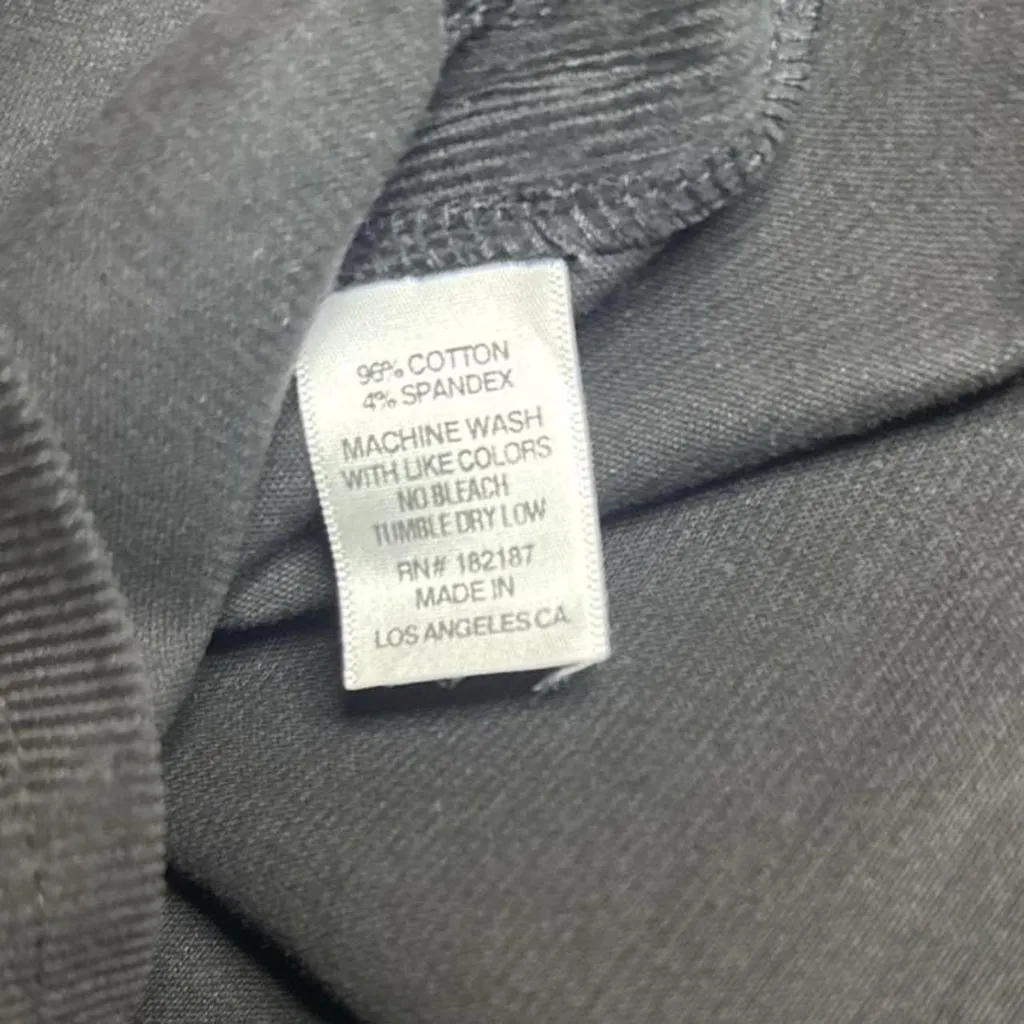 96% COTTON
4% SPANDEX
MACHINE WASH
WITH LIKE COLORS
NO BLEACH
TUMBLE DRY LOW
RN# 182187
MADE IN
LOS ANGELES CA